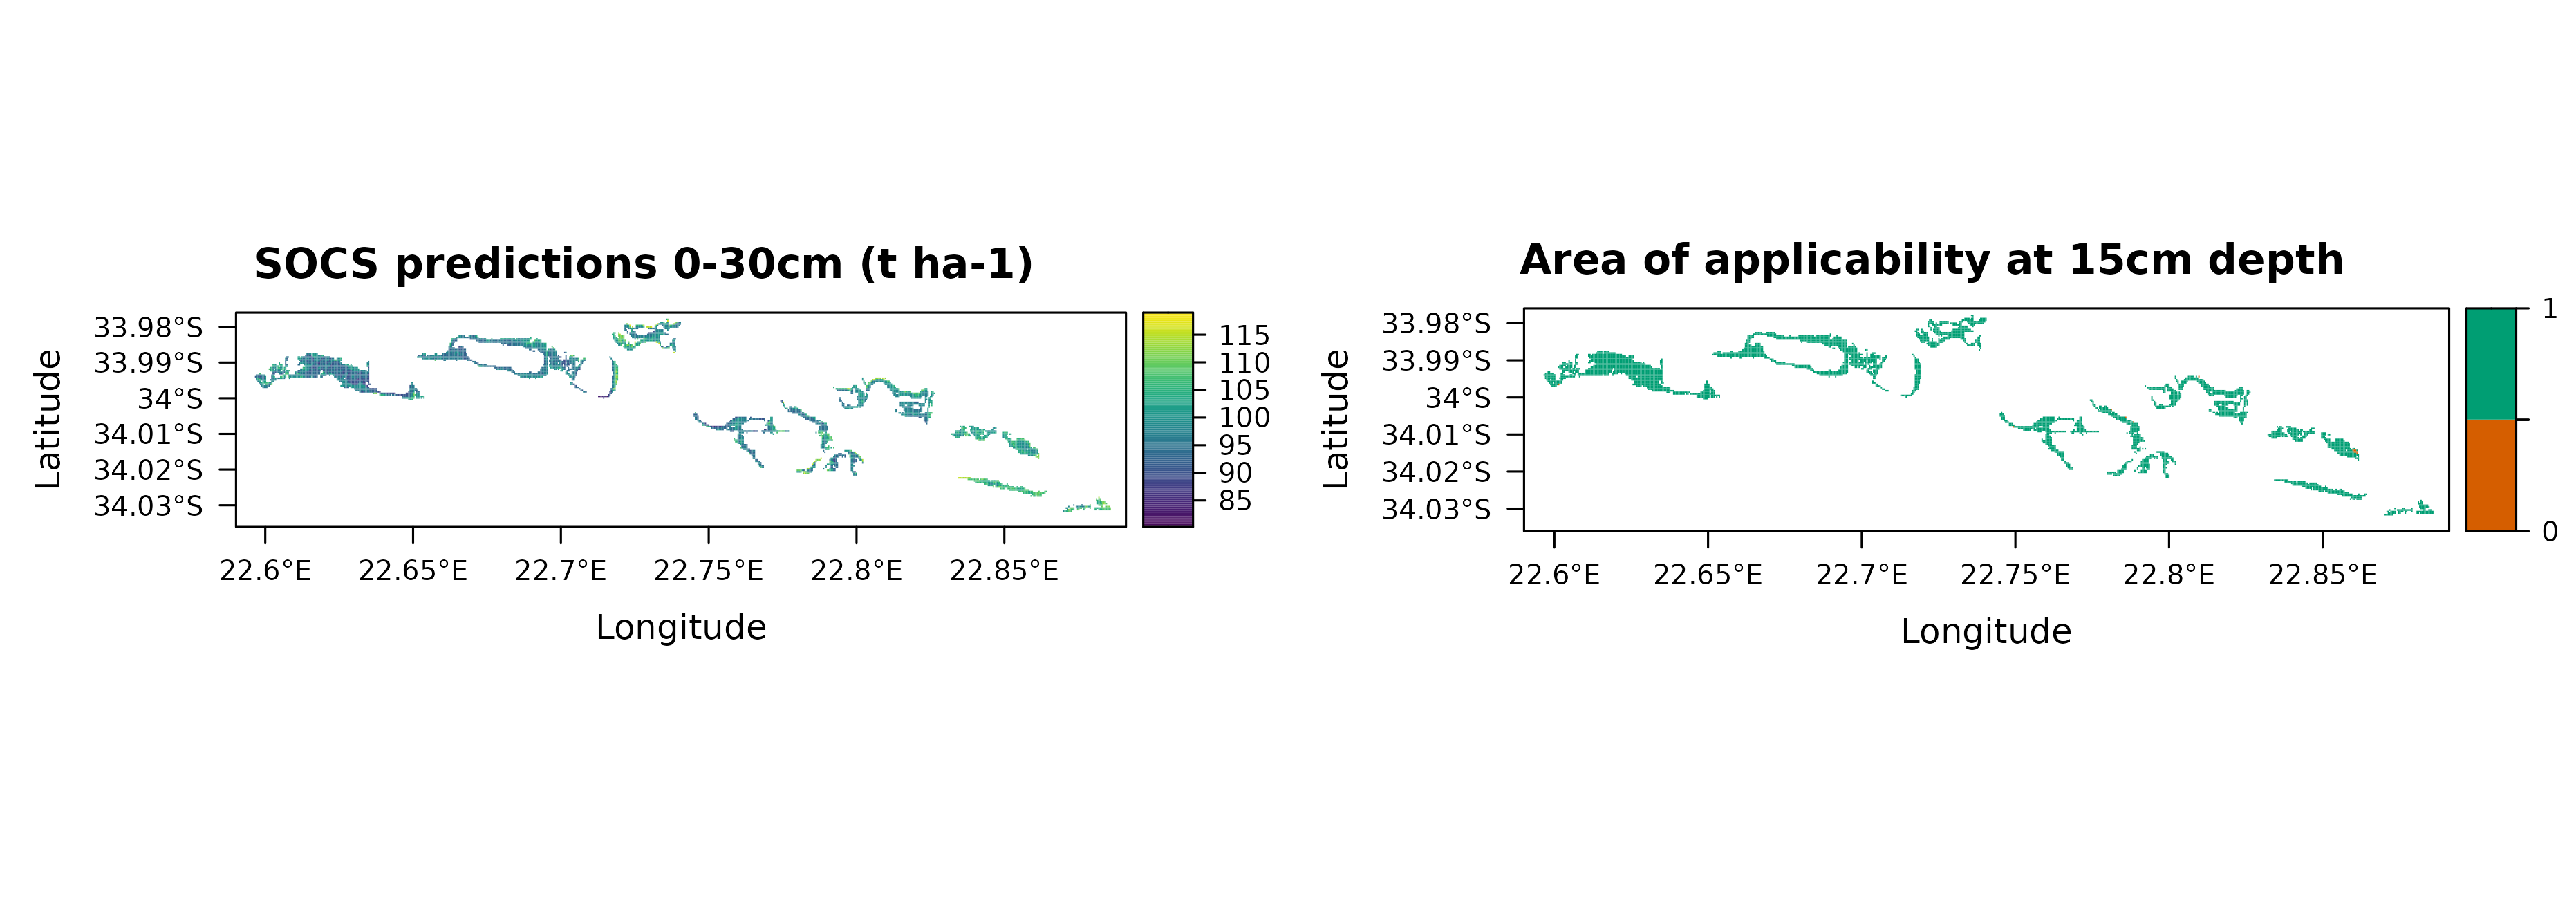 SOCS predictions 0-30cm (t ha-1)
Latitude
33.98°S
33.99°S
34°S
34.01°S
34.02°S
34.03°S
22.6°E 22.65°E 22.7°E 22.75°E 22.8°E 22.85°E
Longitude
115
110
105
100
95
90
85
Area of applicability at 15cm depth
Latitude
33.98°S
33.99°S
34°S
34.01°S
34.02°S
34.03°S
22.6°E 22.65°E 22.7°E 22.75°E 22.8°E 22.85°E
Longitude
1
0